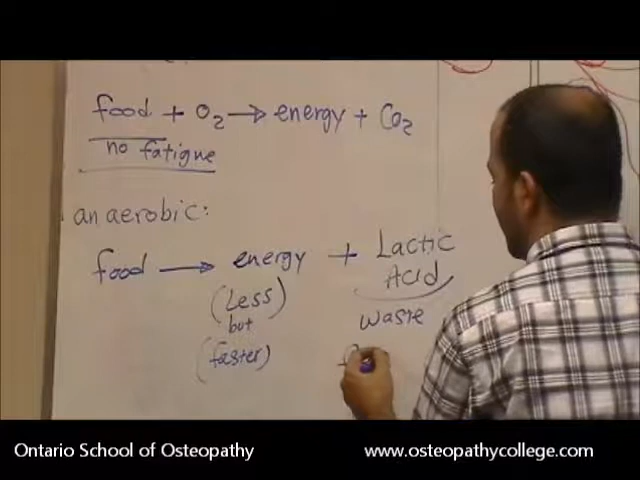 food + O₂ → energy + Co₂
no fatigue
anaerobic:
food → energy + Lactic Acid
(Less but faster)
waste
Ontario School of Osteopathy
www.osteopathycollege.com